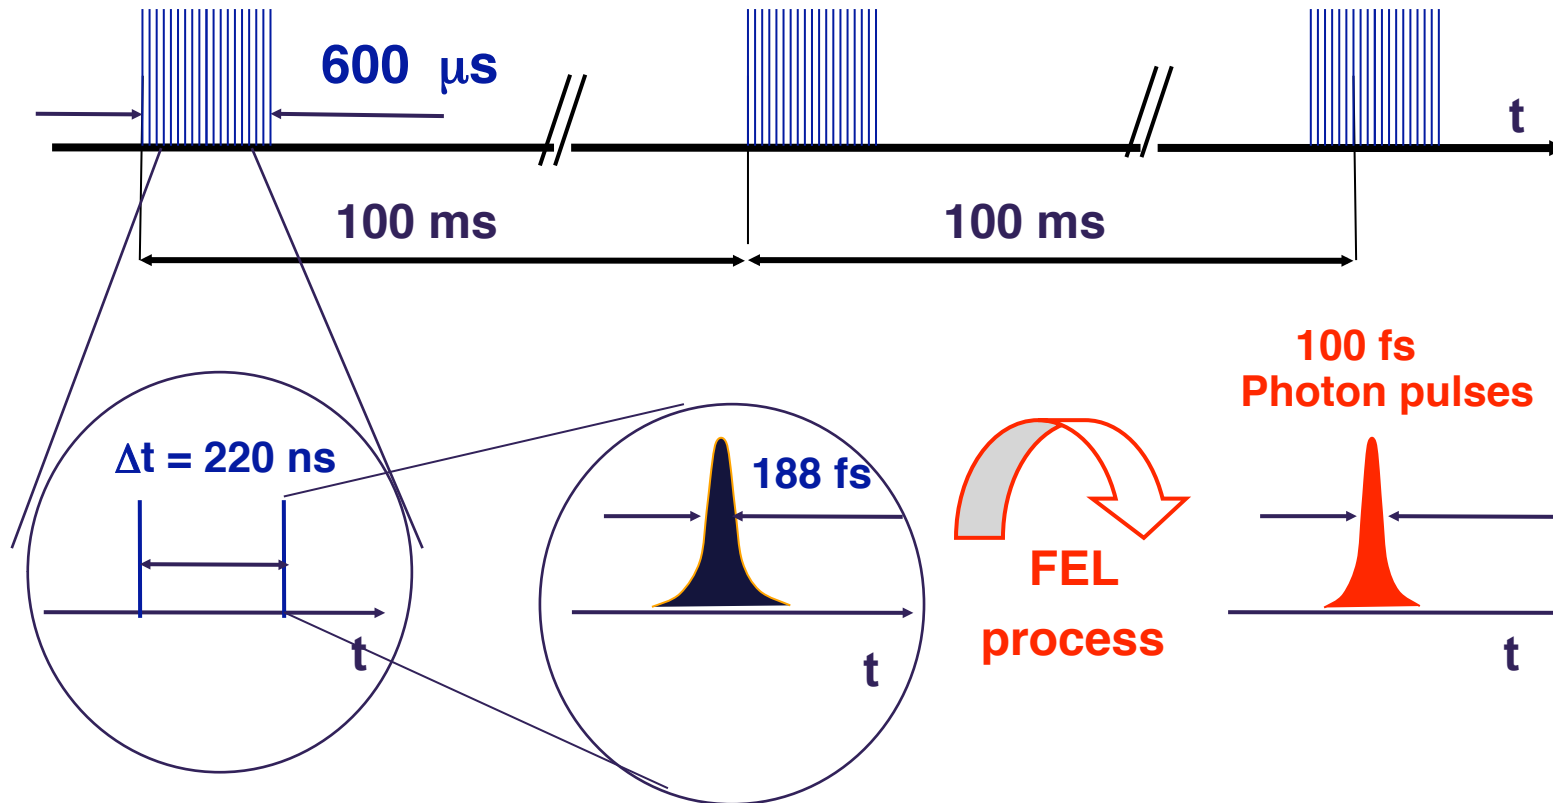 600 μs
t
100 ms
100 ms
100 fs
Photon pulses
Δt = 220 ns
188 fs
FEL
process
t
t
t